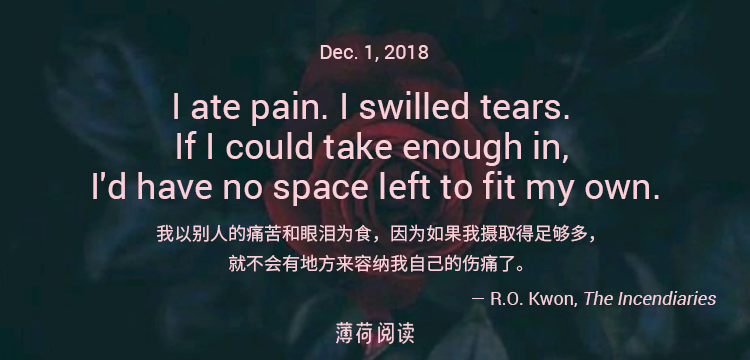 Dec. 1, 2018
I ate pain. I swilled tears.
If I could take enough in,
I'd have no space left to fit my own.
我以别人的痛苦和眼泪为食，因为如果我摄取得足够多，
就不会有地方来容纳我自己的伤痛了。
— R.O. Kwon, The Incendiaries
薄荷阅读